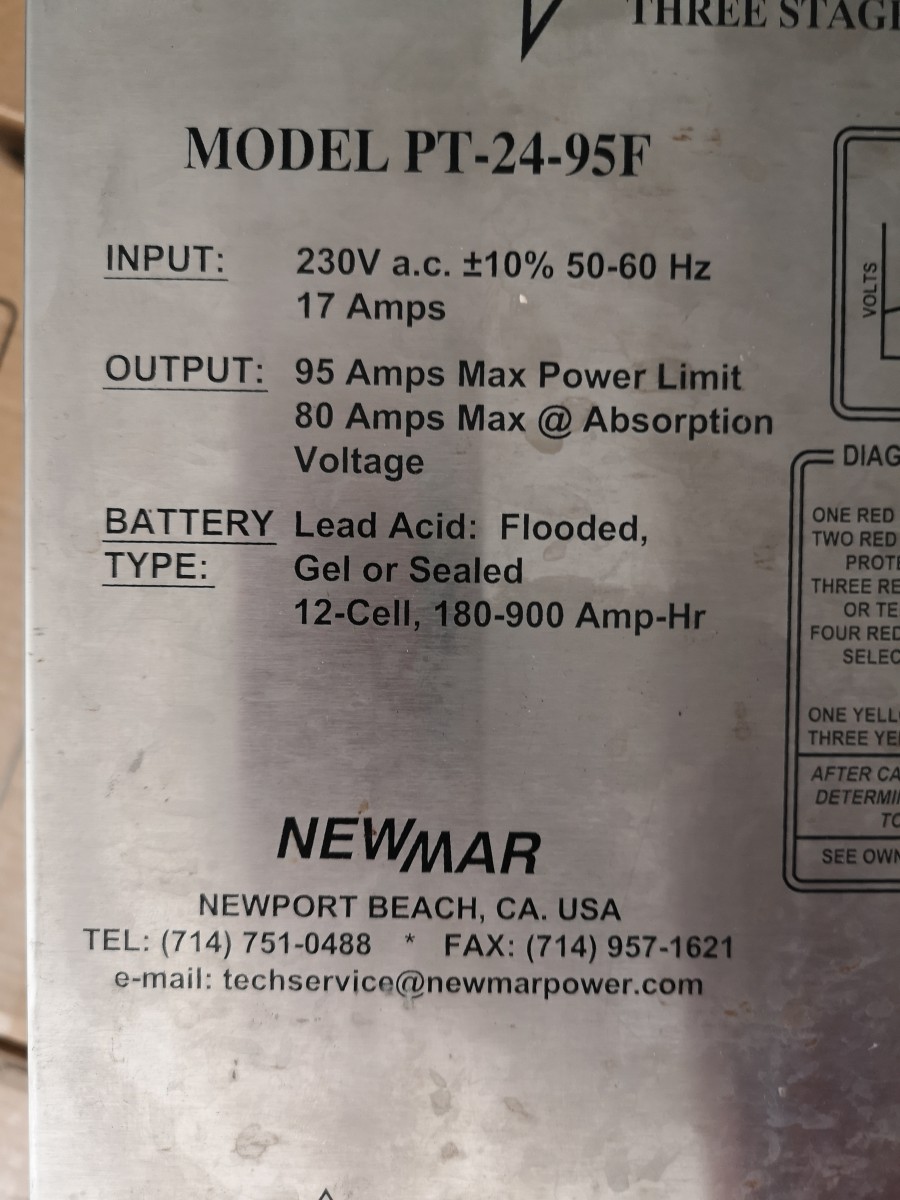 THREE STAGE
MODEL PT-24-95F
INPUT: 230V a.c. ±10% 50-60 Hz
17 Amps
OUTPUT: 95 Amps Max Power Limit
80 Amps Max @ Absorption
Voltage
BATTERY Lead Acid: Flooded,
TYPE: Gel or Sealed
12-Cell, 180-900 Amp-Hr
NEWMAR
NEWPORT BEACH, CA. USA
TEL: (714) 751-0488 * FAX: (714) 957-1621
e-mail: techservice@newmarpower.com
VOLTS
DIAG
ONE RED
TWO RED
PROTE
THREE RE
OR TE
FOUR RED
SELEC
ONE YELL
THREE YE
AFTER CA
DETERMI
TO
SEE OWN